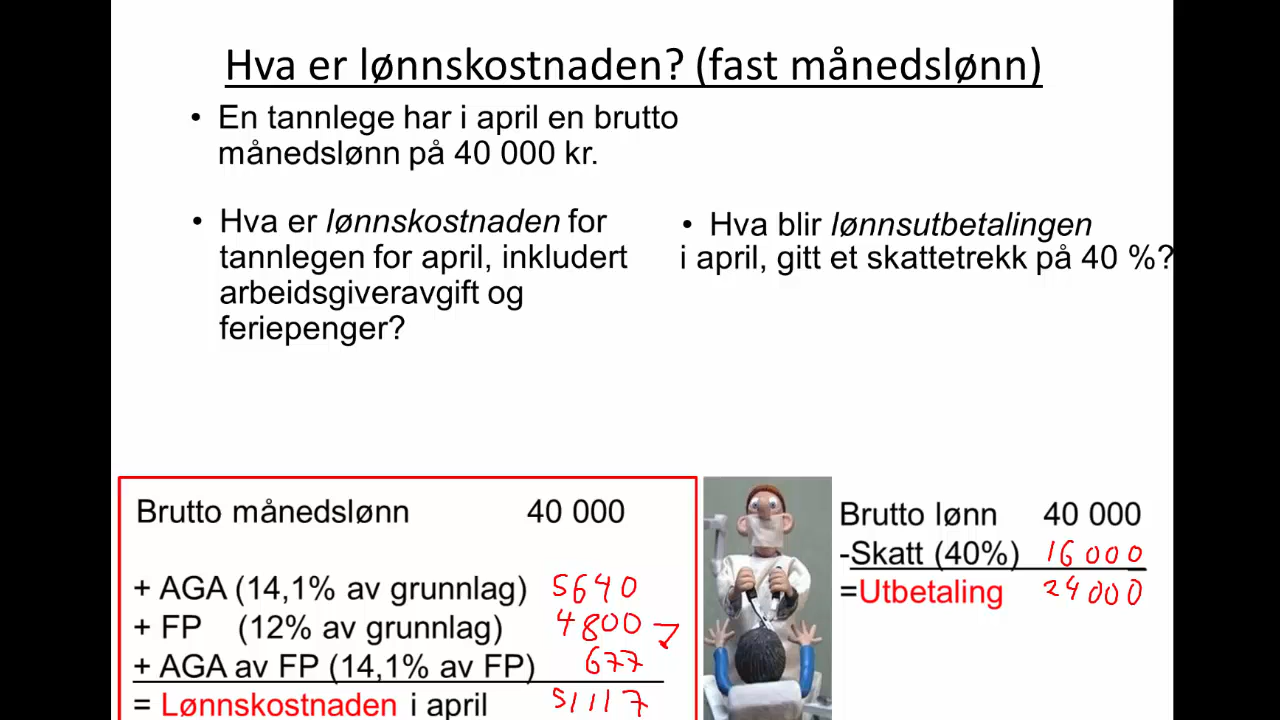 Hva er lønnskostnaden? (fast månedslønn)
• En tannlege har i april en brutto
månedslønn på 40 000 kr.
• Hva er lønnskostnaden for
tannlegen for april, inkludert
arbeidsgiveravgift og
feriepenger?
• Hva blir lønnsutbetalingen
i april, gitt et skattetrekk på 40 %?
Brutto månedslønn 40 000
+ AGA (14,1% av grunnlag) 5640
+ FP (12% av grunnlag) 4800
+ AGA av FP (14,1% av FP) 677
= Lønnskostnaden i april 51117
Brutto lønn 40 000
-Skatt (40%) 16000
=Utbetaling 24000